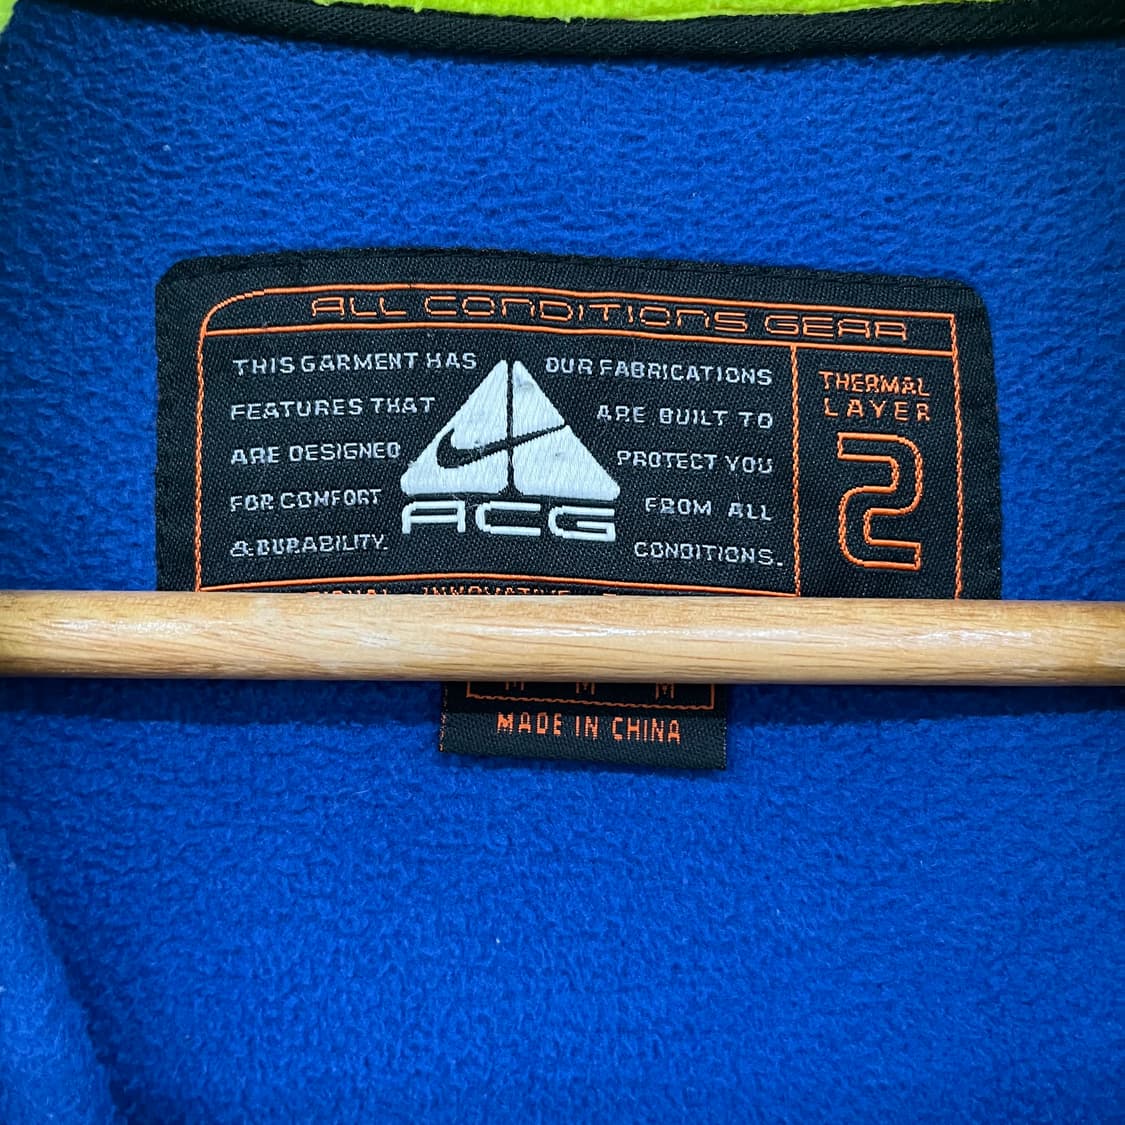 ALL CONDITIONS GEAR
THIS GARMENT HAS
FEATURES THAT
ARE DESIGNED
FOR COMFORT
& DURABILITY.
ACG
OUR FABRICATIONS
ARE BUILT TO
PROTECT YOU
FROM ALL
CONDITIONS.
THERMAL
LAYER
2
INNOVATIVE
M M M
MADE IN CHINA